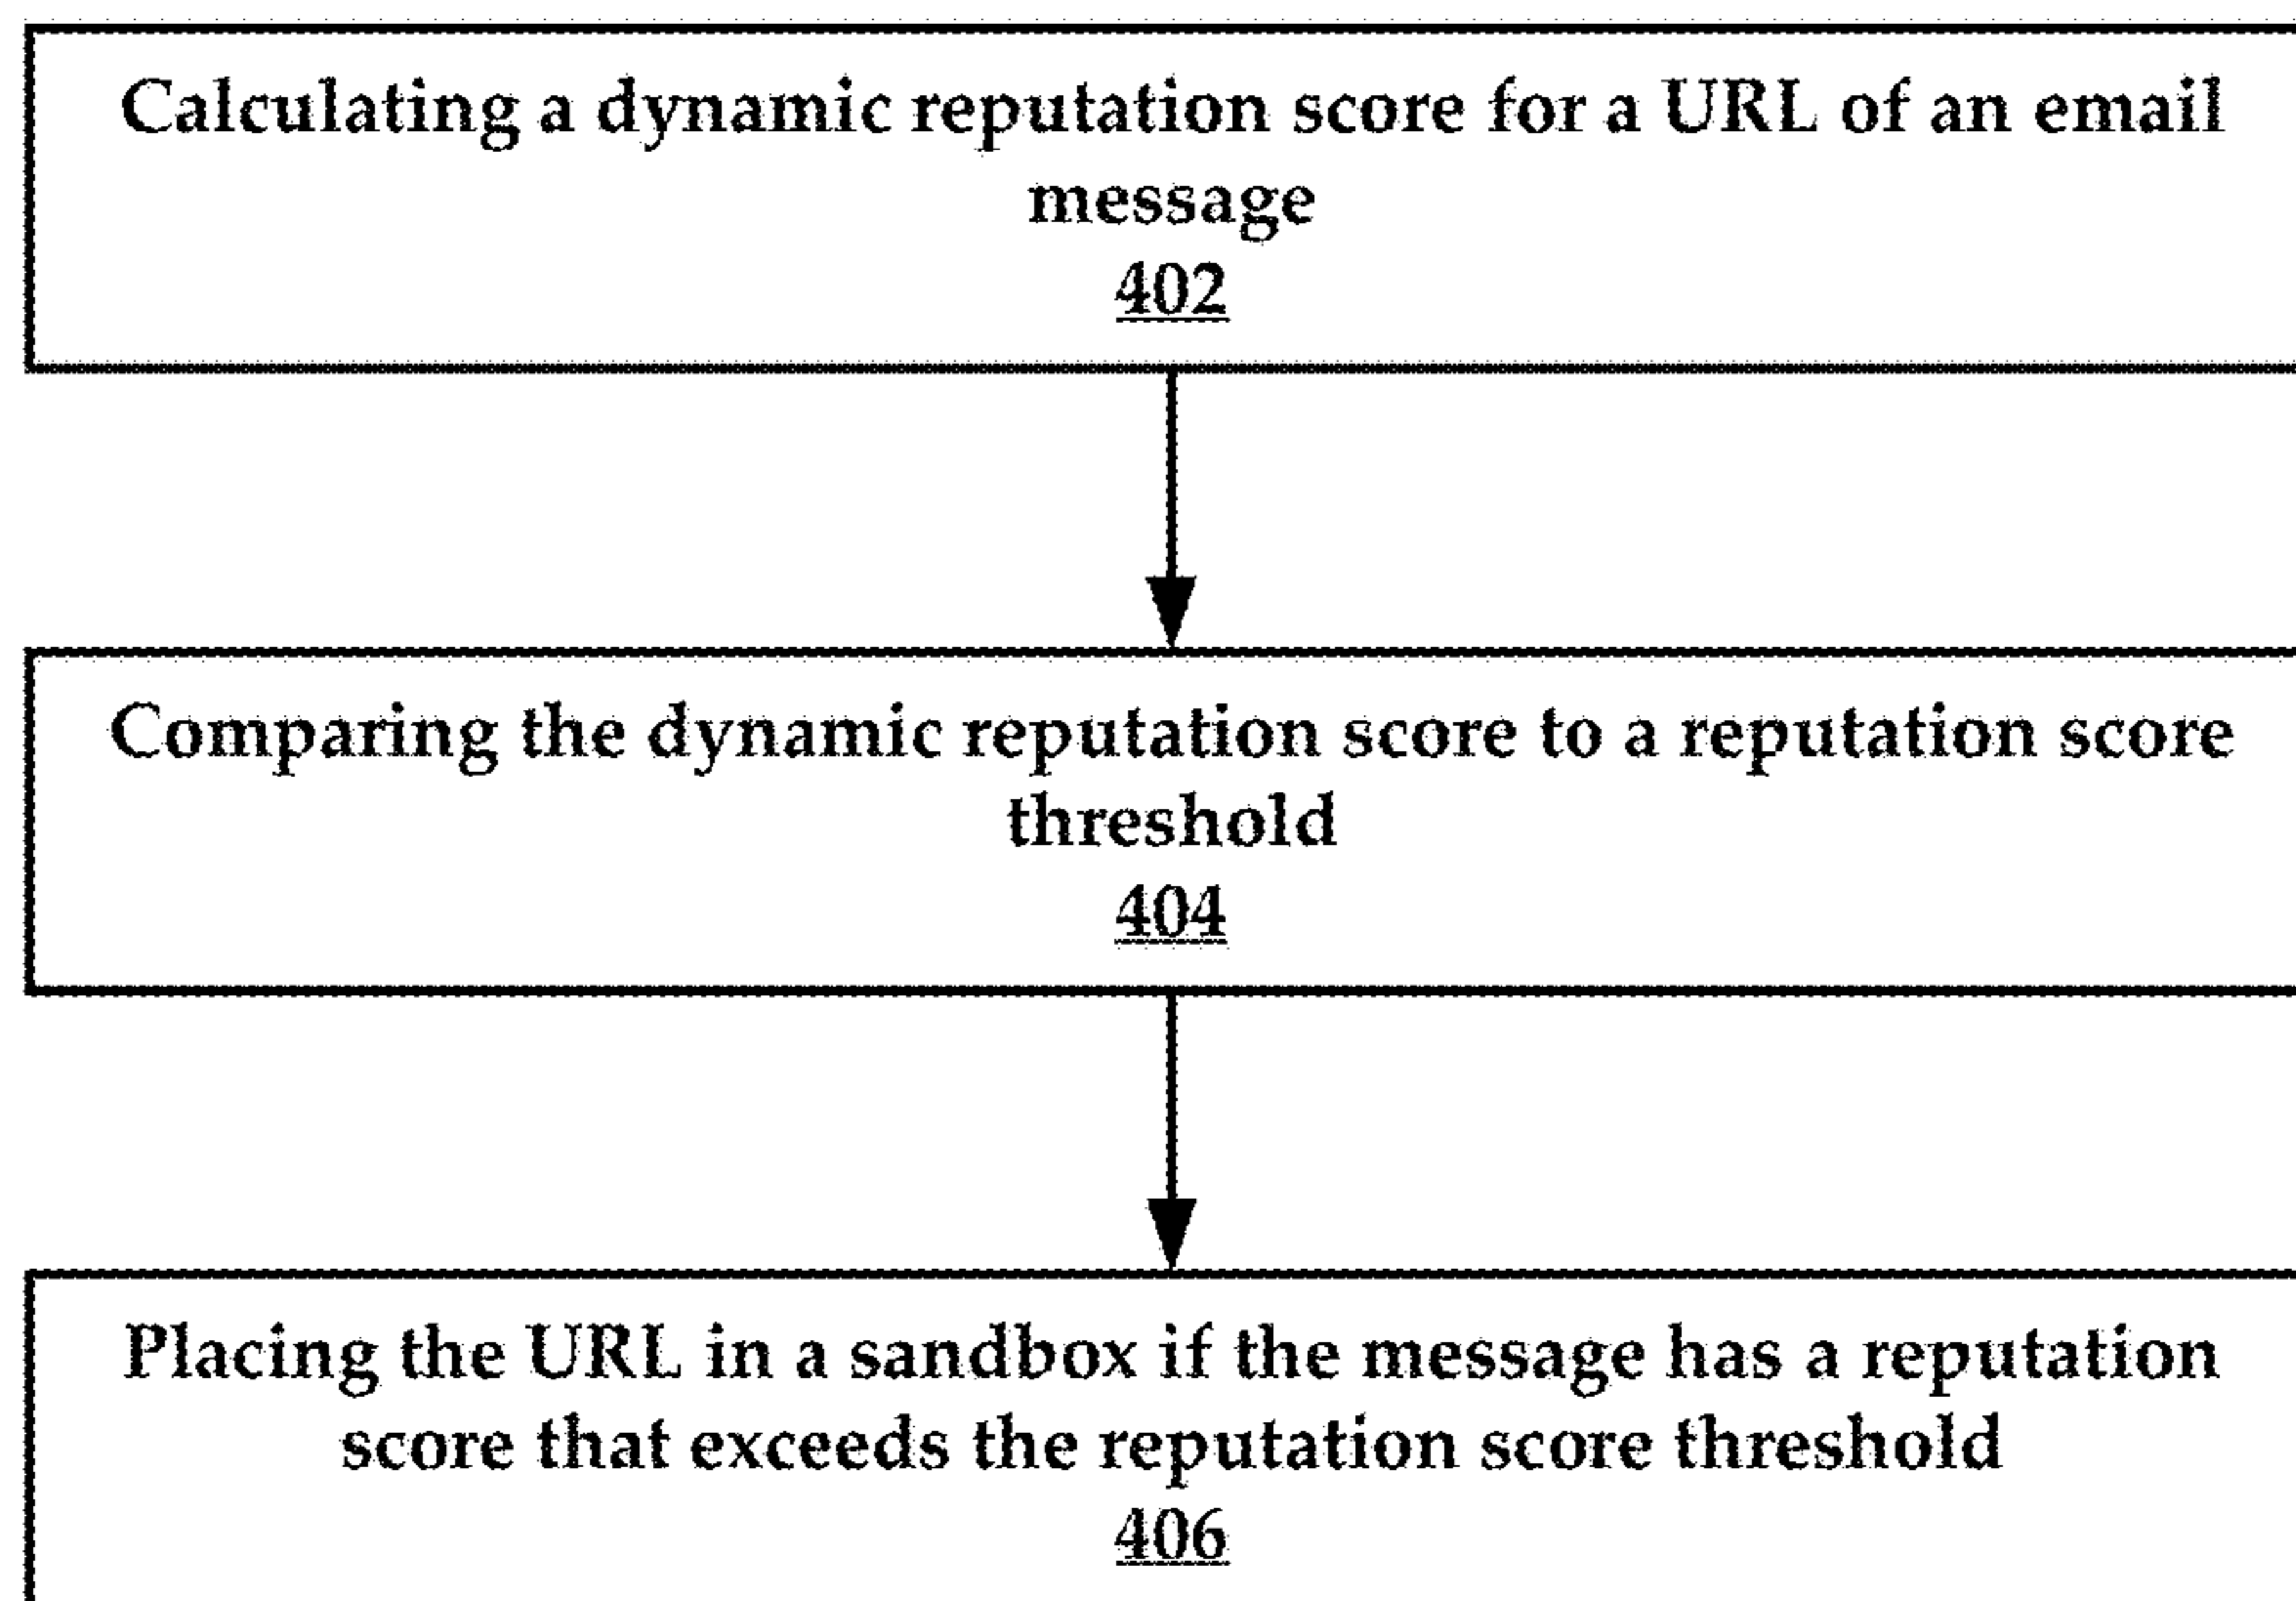 Calculating a dynamic reputation score for a URL of an email
message
402
Comparing the dynamic reputation score to a reputation score
threshold
404
Placing the URL in a sandbox if the message has a reputation
score that exceeds the reputation score threshold
406